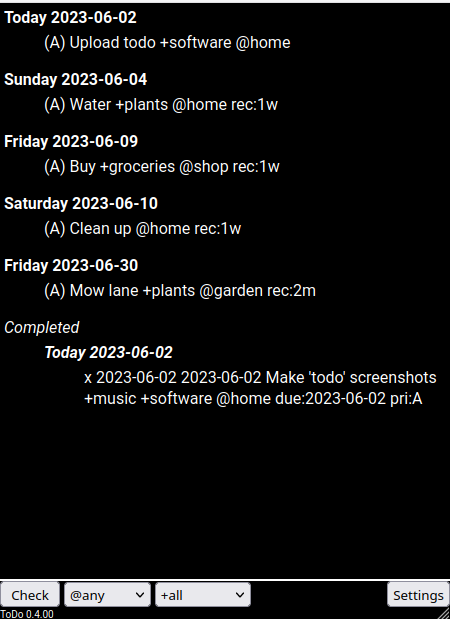 Today 2023-06-02
(A) Upload todo +software @home
Sunday 2023-06-04
(A) Water +plants @home rec:1w
Friday 2023-06-09
(A) Buy +groceries @shop rec:1w
Saturday 2023-06-10
(A) Clean up @home rec:1w
Friday 2023-06-30
(A) Mow lane +plants @garden rec:2m
Completed
Today 2023-06-02
x 2023-06-02 2023-06-02 Make 'todo' screenshots
+music +software @home due:2023-06-02 pri:A
Check @any +all Settings
ToDo 0.4.00